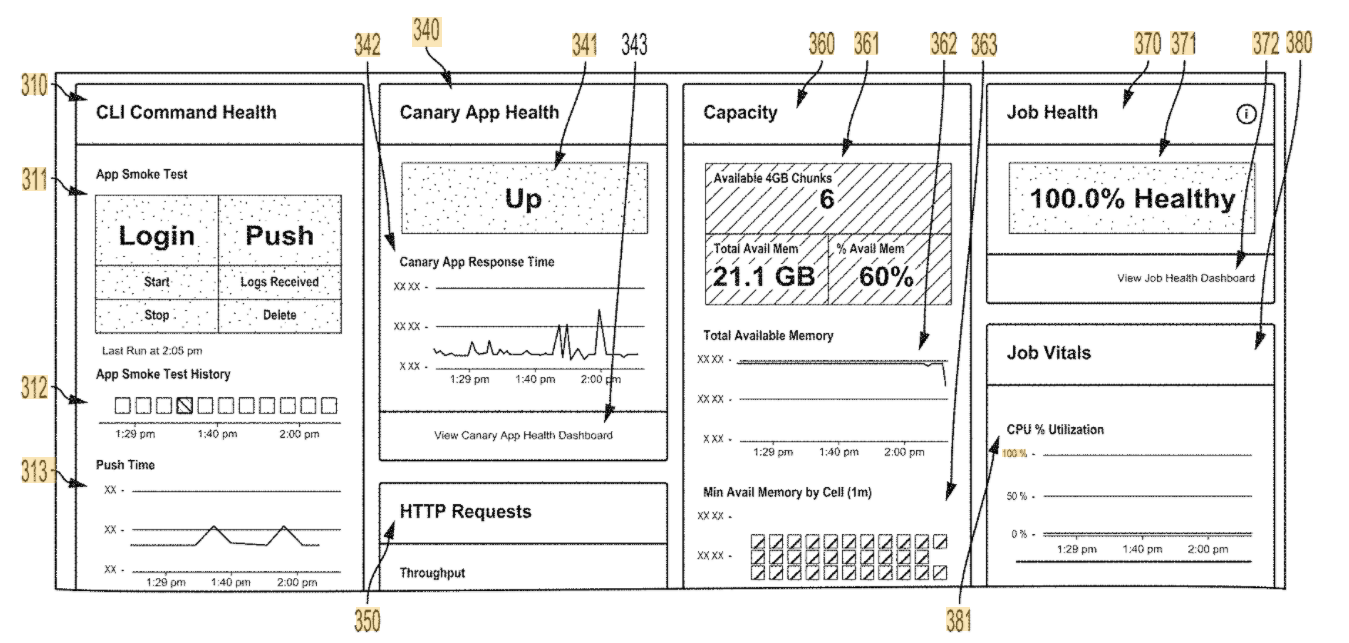 340
342
341
343
360
361
362
363
370
371
372
380
310
CLI Command Health
311
App Smoke Test
Login
Push
Start
Logs Received
Stop
Delete
Last Run at 2:05 pm
312
App Smoke Test History
1:29 pm
1:40 pm
2:00 pm
313
Push Time
XX -
XX -
XX -
1:29 pm
1:40 pm
2:00 pm
Canary App Health
Up
Canary App Response Time
XX XX -
XX XX -
X XX -
1:29 pm
1:40 pm
2:00 pm
View Canary App Health Dashboard
HTTP Requests
Throughput
350
Capacity
Available 4GB Chunks
6
Total Avail Mem
% Avail Mem
21.1 GB
60%
Total Available Memory
XX XX -
XX XX -
X XX -
1:29 pm
1:40 pm
2:00 pm
Min Avail Memory by Cell (1m)
XX XX -
XX XX -
Job Health
i
100.0% Healthy
View Job Health Dashboard
Job Vitals
CPU % Utilization
100 % -
50 % -
0 % -
1:29 pm
1:40 pm
2:00 pm
381